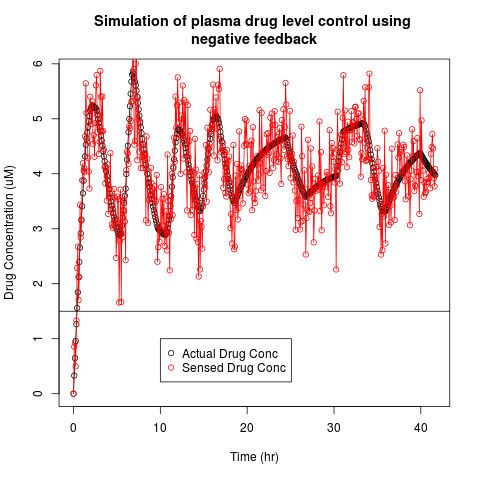 Simulation of plasma drug level control using
negative feedback
Drug Concentration (uM)
6
5
4
3
2
1
0
Actual Drug Conc
Sensed Drug Conc
0 10 20 30 40
Time (hr)